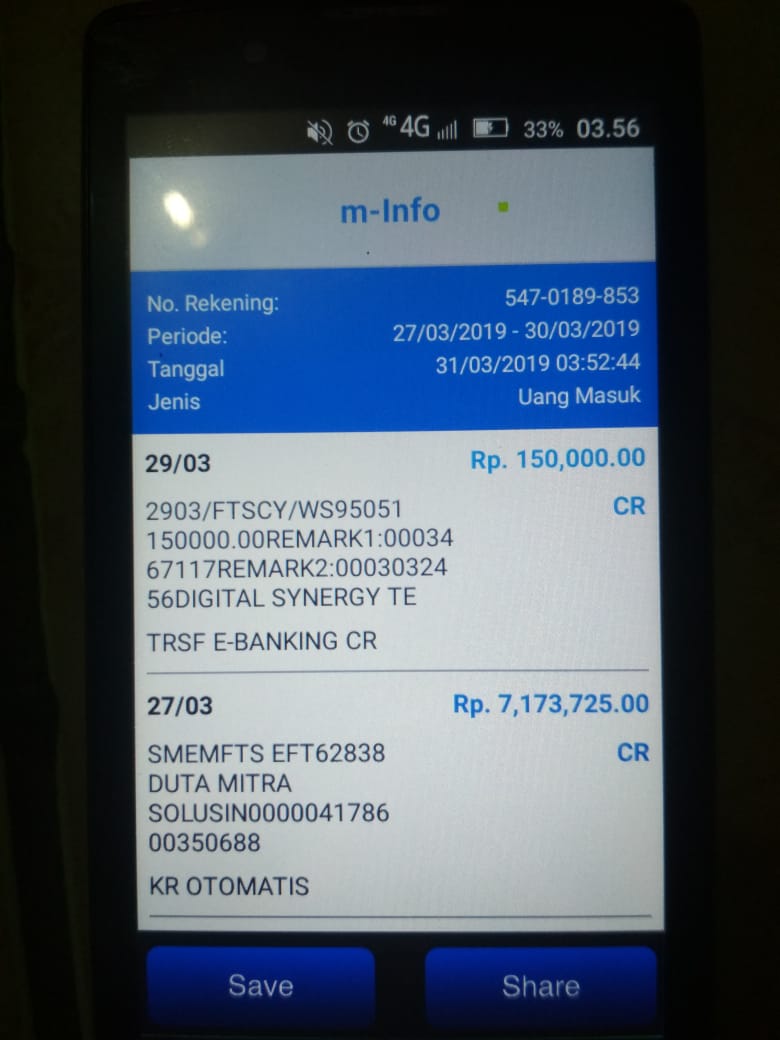 4G 4G 33% 03.56
m-Info
No. Rekening: 547-0189-853
Periode: 27/03/2019 - 30/03/2019
Tanggal 31/03/2019 03:52:44
Jenis Uang Masuk
29/03 Rp. 150,000.00
2903/FTSCY/WS95051 CR
150000.00REMARK1:00034
67117REMARK2:00030324
56DIGITAL SYNERGY TE
TRSF E-BANKING CR
27/03 Rp. 7,173,725.00
SMEMFTS EFT62838 CR
DUTA MITRA
SOLUSIN0000041786
00350688
KR OTOMATIS
Save Share